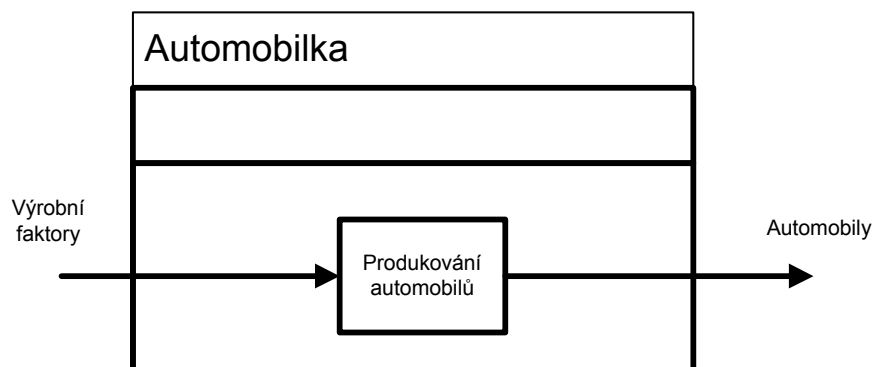 Automobilka
Výrobní
faktory
Produkování
automobilů
Automobily